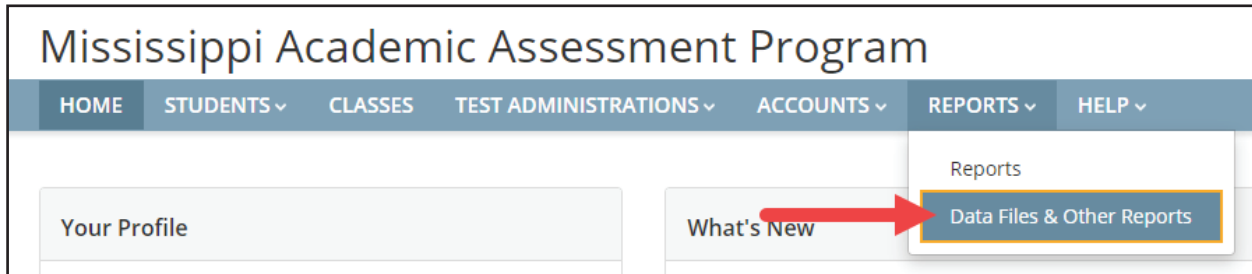 Mississippi Academic Assessment Program
HOME STUDENTS CLASSES TEST ADMINISTRATIONS ACCOUNTS REPORTS HELP
Reports
Data Files & Other Reports
Your Profile
What's New